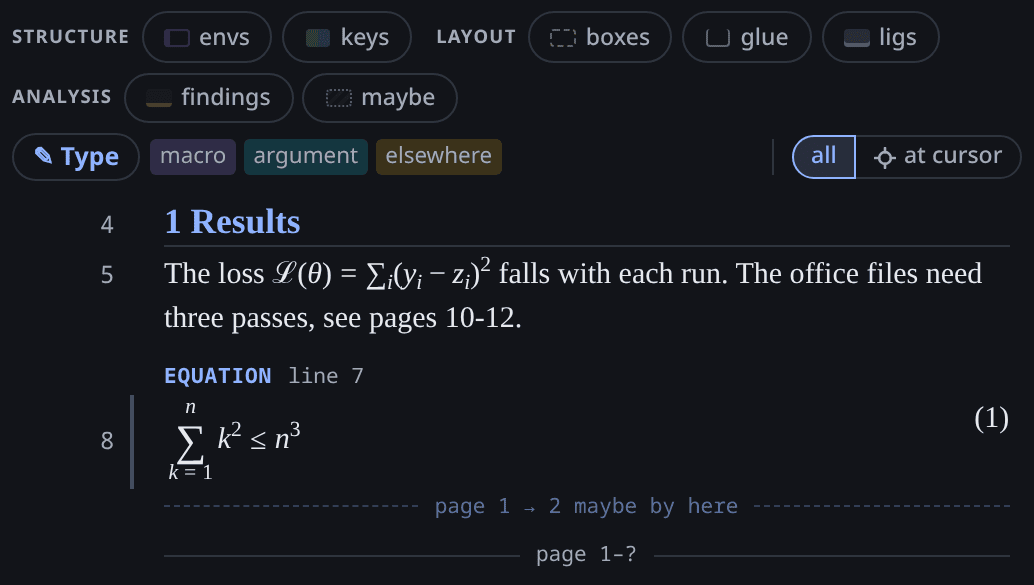 STRUCTURE envs keys LAYOUT boxes glue ligs
ANALYSIS findings maybe
✎ Type macro argument elsewhere all at cursor
4 1 Results
5 The loss ℒ(θ) = ∑ᵢ(yᵢ − zᵢ)² falls with each run. The office files need
three passes, see pages 10-12.
EQUATION line 7
n
8 ∑ k² ≤ n³ (1)
k = 1
page 1 → 2 maybe by here
page 1–?